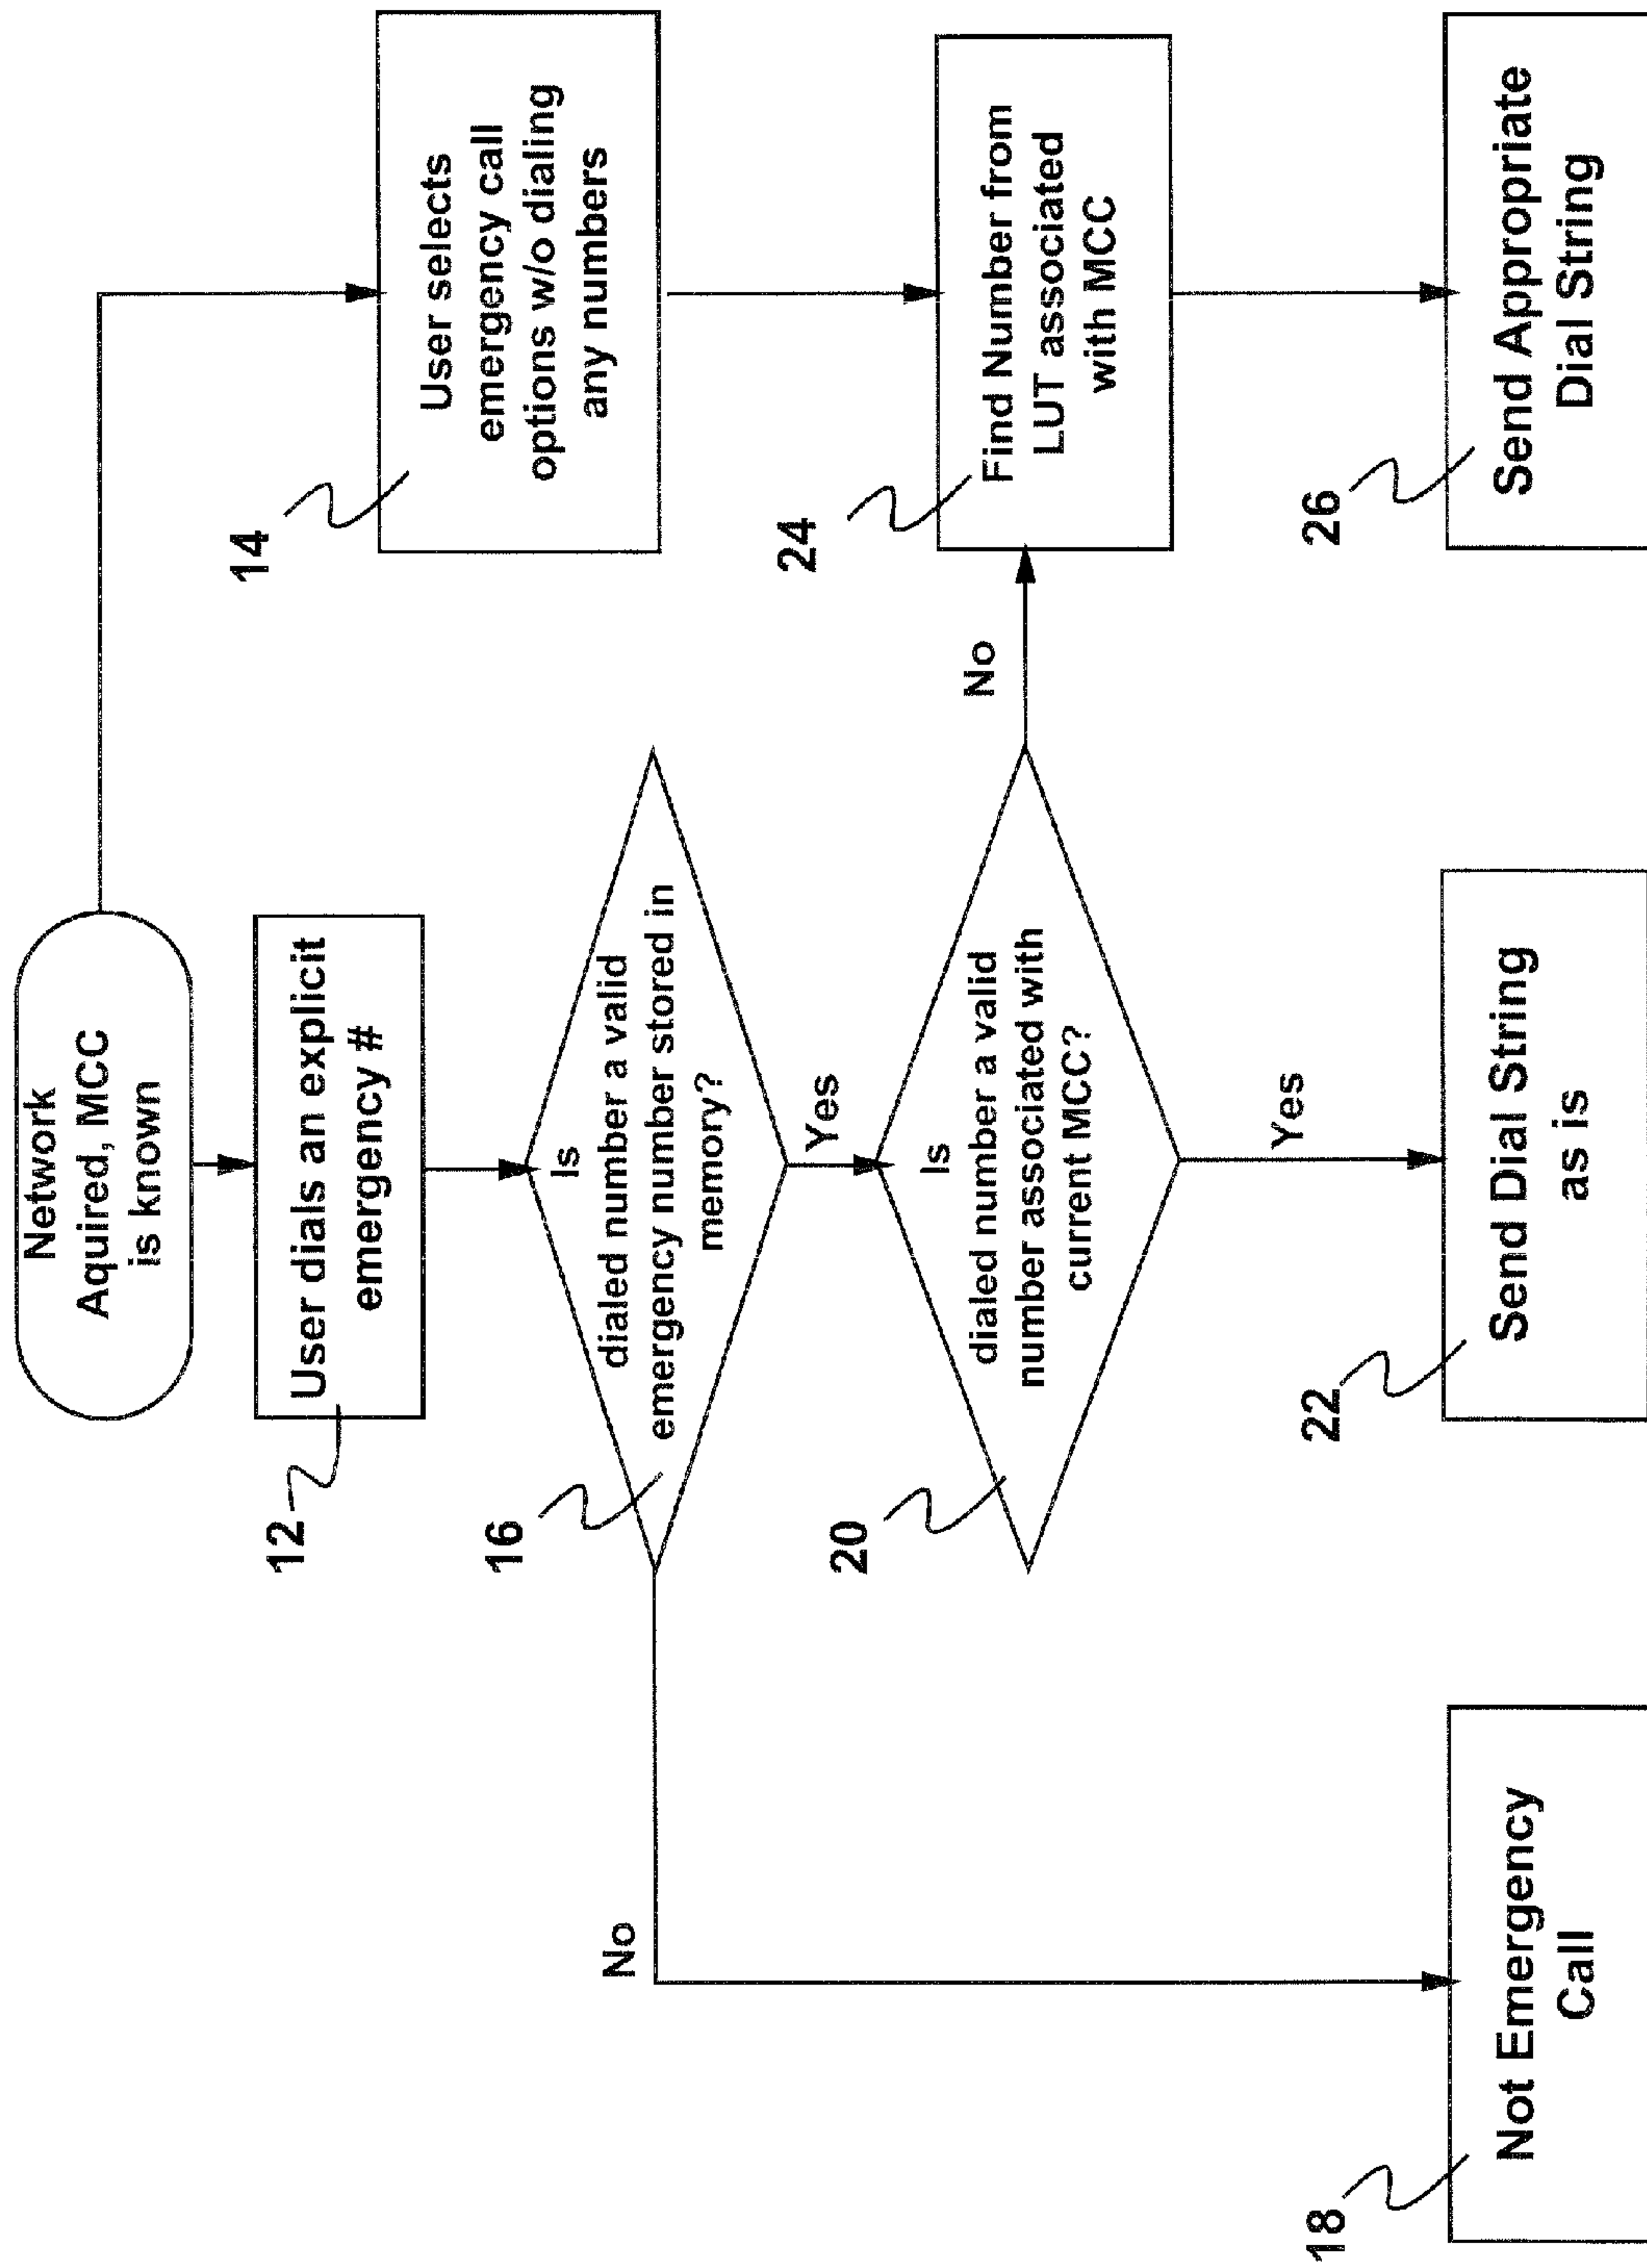 Network
Aquired, MCC
is known
12
User dials an explicit
emergency #
14
User selects
emergency call
options w/o dialing
any numbers
16
Is
dialed number a valid
emergency number stored in
memory?
No
Yes
20
Is
dialed number a valid
number associated with
current MCC?
No
Yes
24
Find Number from
LUT associated
with MCC
18
Not Emergency
Call
22
Send Dial String
as is
26
Send Appropriate
Dial String